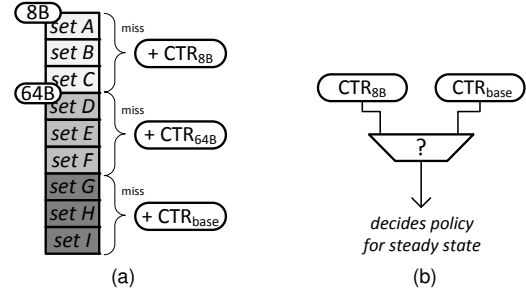 8B
set A
set B
set C
miss
+ CTR8B
64B
set D
set E
set F
miss
+ CTR64B
set G
set H
set I
miss
+ CTRbase
(a)
CTR8B
CTRbase
?
decides policy
for steady state
(b)